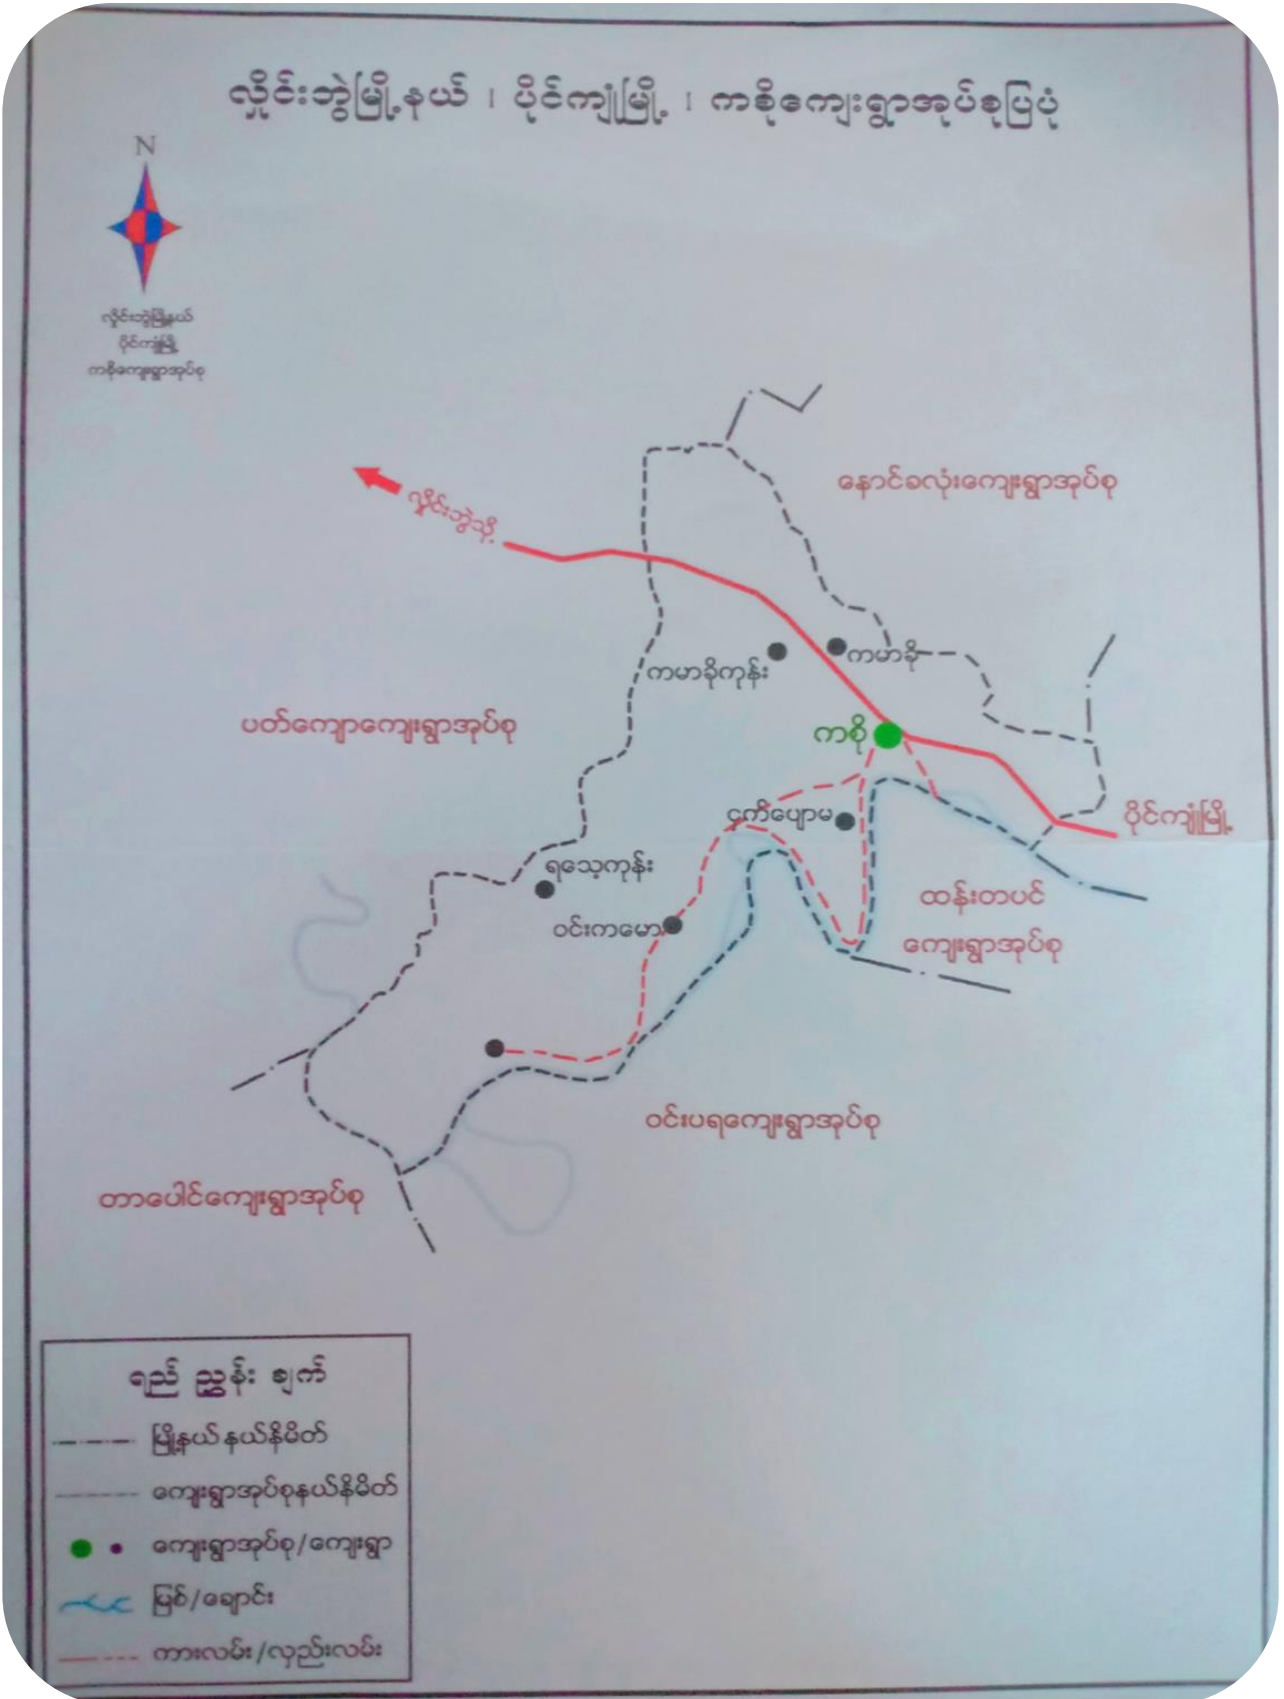 လှိုင်းဘွဲမြို့နယ် ၊ ပိုင်ကျုံမြို့ ၊ ကစိုကျေးရွာအုပ်စုပြပုံ
N
လှိုင်းဘွဲမြို့နယ်
ပိုင်ကျုံမြို့
ကစိုကျေးရွာအုပ်စု
နောင်ခလုံးကျေးရွာအုပ်စု
လှိုင်းဘွဲသို့
ကမာခိုကုန်း
ကမာခို
ပတ်ကျောကျေးရွာအုပ်စု
ကစို
ငှက်ပျောမ
ပိုင်ကျုံမြို့
ရသေ့ကုန်း
ထန်းတပင်
ကျေးရွာအုပ်စု
ဝင်းကမော
ဝင်းပရကျေးရွာအုပ်စု
တာပေါင်ကျေးရွာအုပ်စု
ရည် ညွှန်း ချက်
မြို့နယ်နယ်နိမိတ်
ကျေးရွာအုပ်စုနယ်နိမိတ်
ကျေးရွာအုပ်စု/ကျေးရွာ
မြစ်/ချောင်း
ကားလမ်း/လှည်းလမ်း